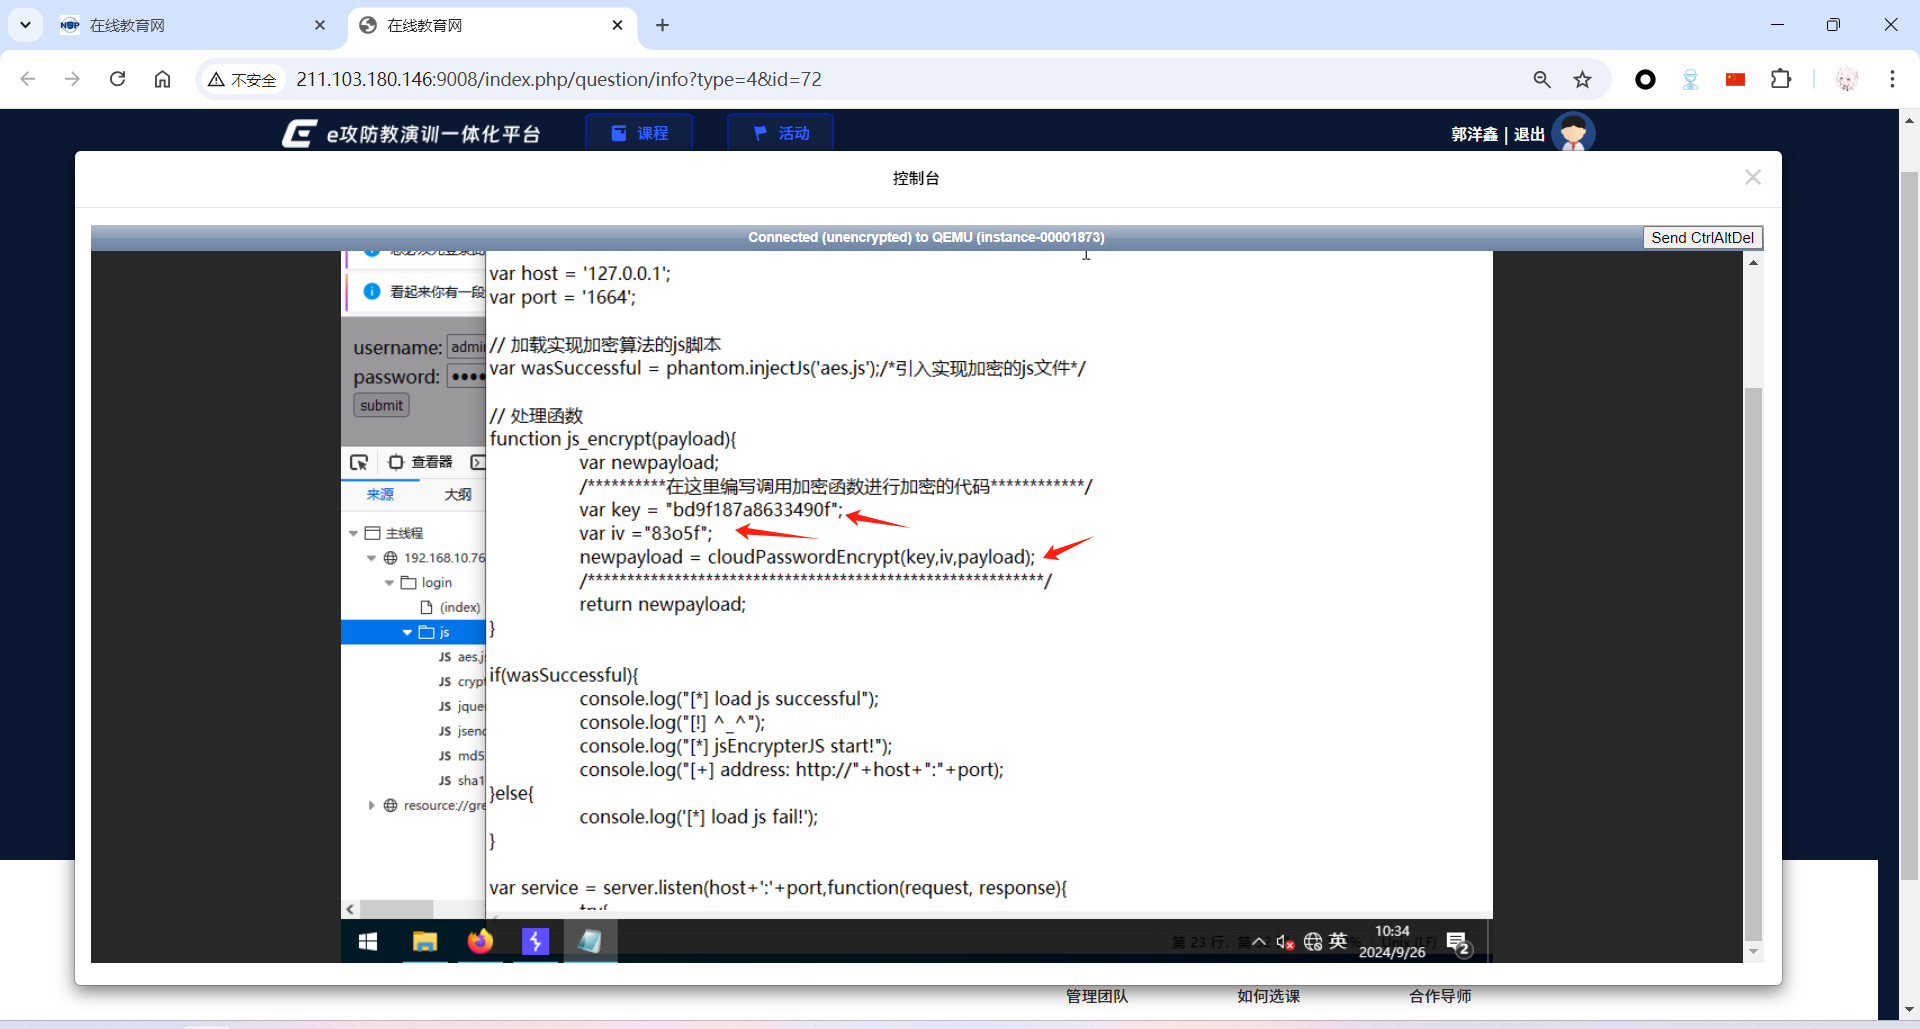 在线教育网
在线教育网
不安全
211.103.180.146:9008/index.php/question/info?type=4&id=72
e攻防教演训一体化平台
课程
活动
郭洋鑫 | 退出
控制台
Connected (unencrypted) to QEMU (instance-00001873)
Send CtrlAltDel
看起来你有一段
username:
admi
password:
submit
查看器
来源
大纲
主线程
192.168.10.76
login
(index)
js
JS aes.js
JS crypt
JS jque
JS jsenc
JS md5
JS sha1
resource://gre
var host = '127.0.0.1';
var port = '1664';
// 加载实现加密算法的js脚本
var wasSuccessful = phantom.injectJs('aes.js');/*引入实现加密的js文件*/
// 处理函数
function js_encrypt(payload){
var newpayload;
/**********在这里编写调用加密函数进行加密的代码************/
var key = "bd9f187a8633490f";
var iv ="83o5f";
newpayload = cloudPasswordEncrypt(key,iv,payload);
/**********************************************************/
return newpayload;
}
if(wasSuccessful){
console.log("[*] load js successful");
console.log("[!] ^_^");
console.log("[*] jsEncrypterJS start!");
console.log("[+] address: http://"+host+":"+port);
}else{
console.log('[*] load js fail!');
}
var service = server.listen(host+':'+port,function(request, response){
try{
英
10:34
2024/9/26
2
管理团队
如何选课
合作导师